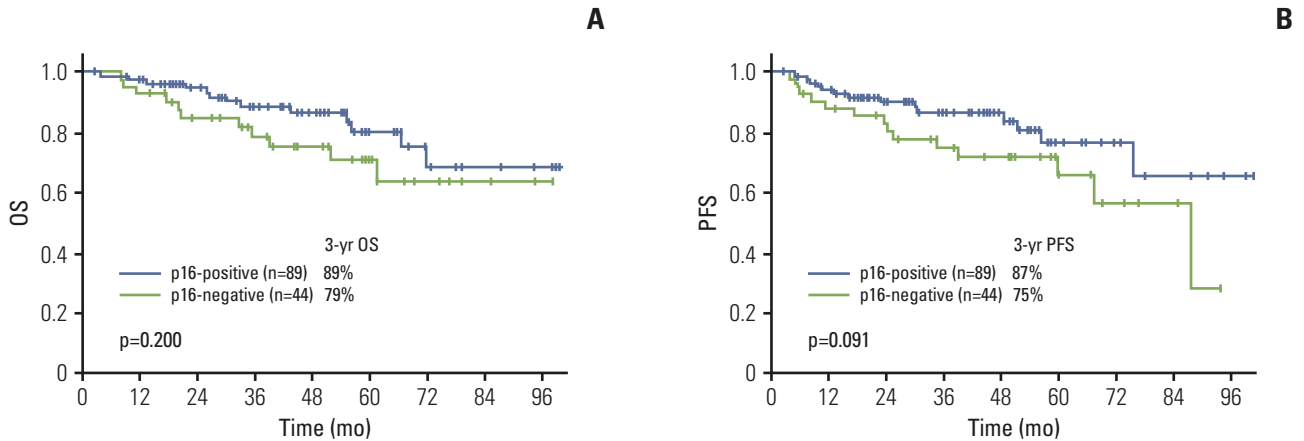 A
1.0
0.8
0.6
0.4
0.2
0
OS
3-yr OS
p16-positive (n=89) 89%
p16-negative (n=44) 79%
p=0.200
0 12 24 36 48 60 72 84 96
Time (mo)
B
1.0
0.8
0.6
0.4
0.2
0
PFS
3-yr PFS
p16-positive (n=89) 87%
p16-negative (n=44) 75%
p=0.091
0 12 24 36 48 60 72 84 96
Time (mo)